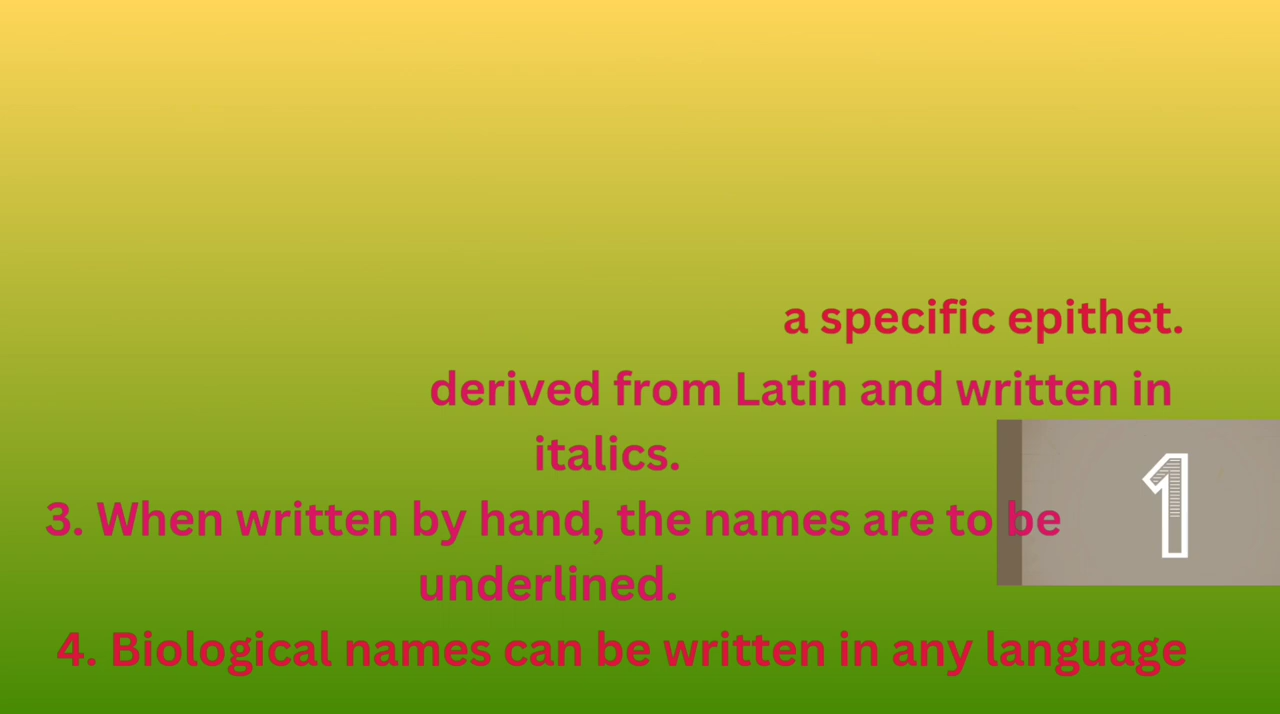 a specific epithet.
derived from Latin and written in
italics.
3. When written by hand, the names are to be
underlined.
4. Biological names can be written in any language
1